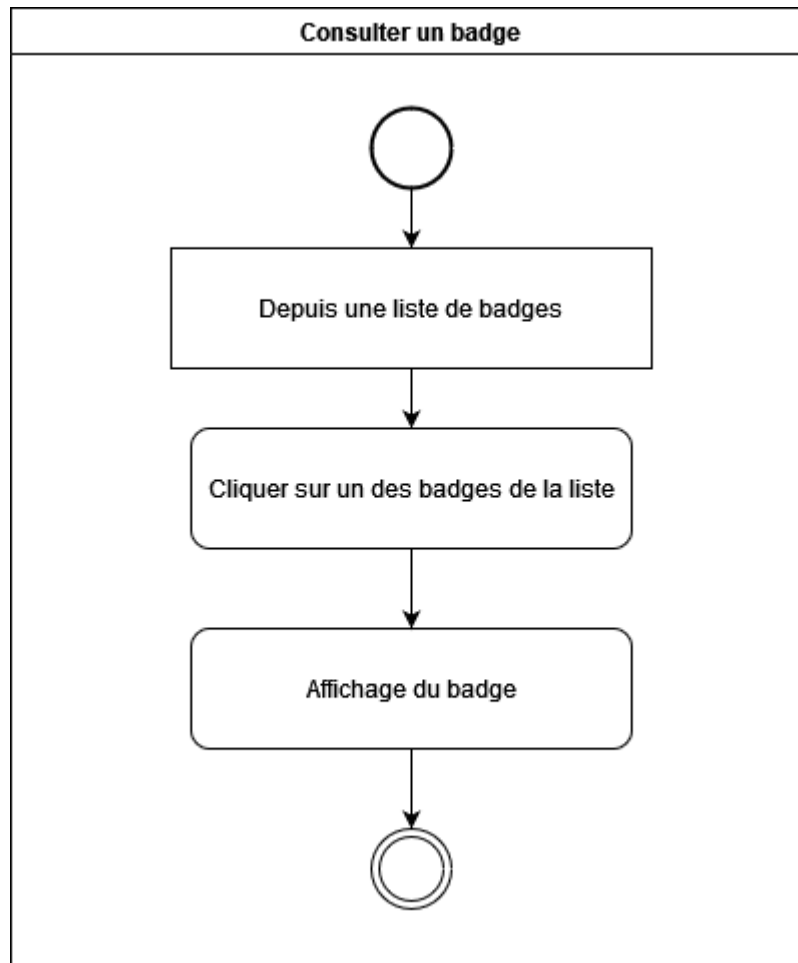 Consulter un badge
Depuis une liste de badges
Cliquer sur un des badges de la liste
Affichage du badge